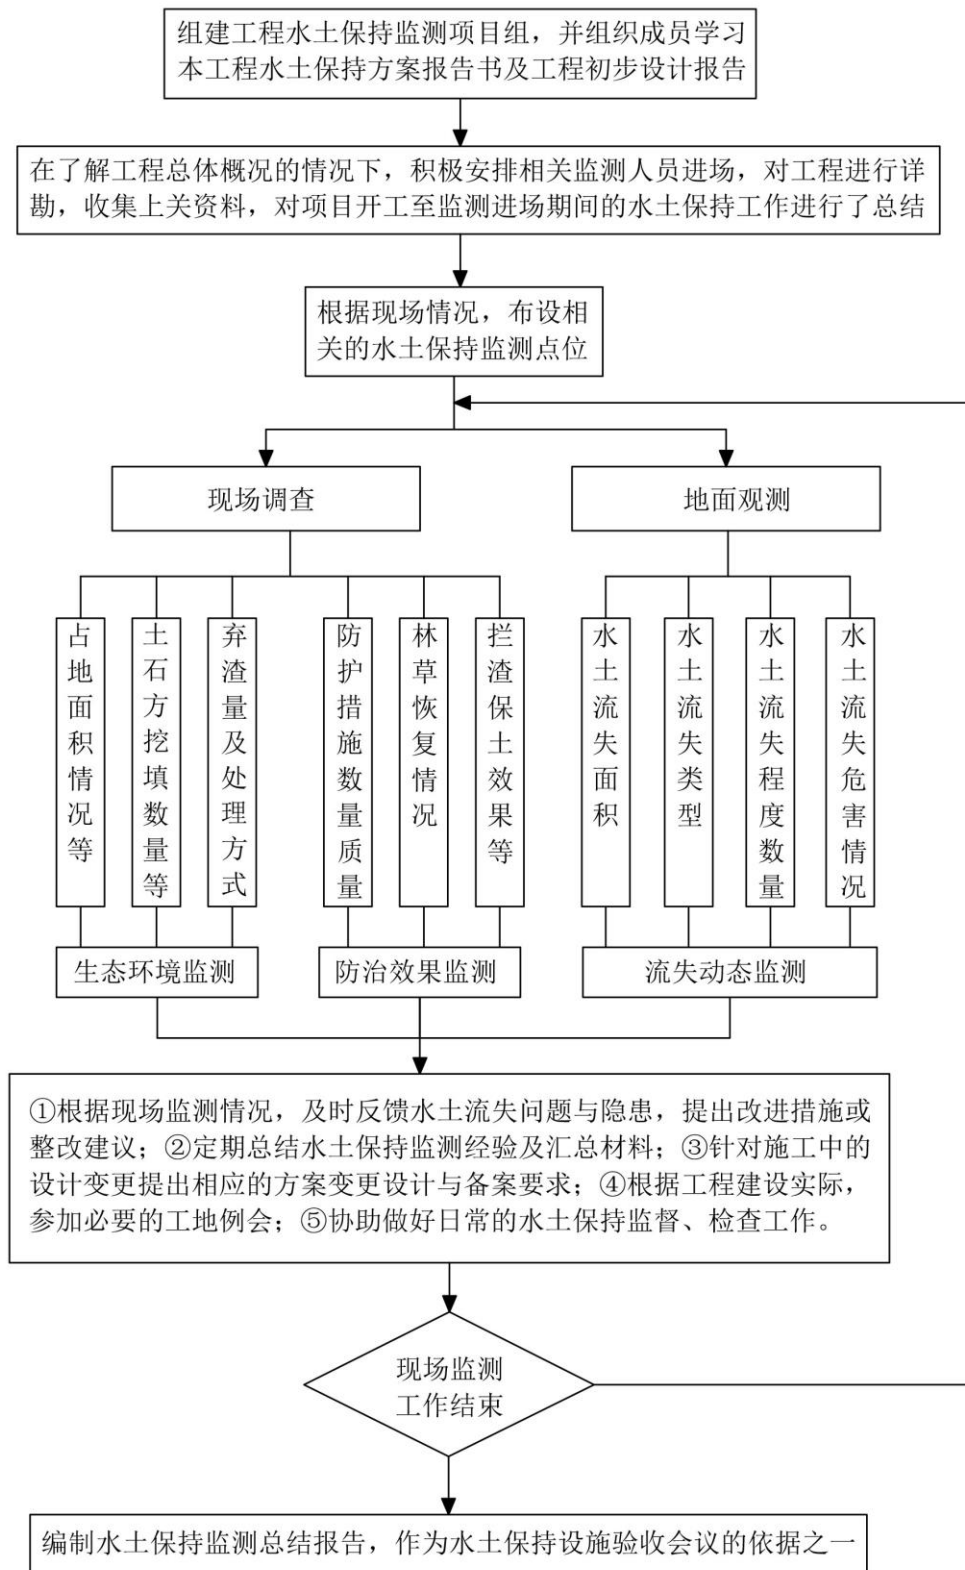 组建工程水土保持监测项目组，并组织成员学习
本工程水土保持方案报告书及工程初步设计报告
在了解工程总体概况的情况下，积极安排相关监测人员进场，对工程进行详
勘，收集上关资料，对项目开工至监测进场期间的水土保持工作进行了总结
根据现场情况，布设相
关的水土保持监测点位
现场调查
地面观测
占地面积情况等
土石方挖填数量等
弃渣量及处理方式
防护措施数量质量
林草恢复情况
拦渣保土效果等
水土流失面积
水土流失类型
水土流失程度数量
水土流失危害情况
生态环境监测
防治效果监测
流失动态监测
①根据现场监测情况，及时反馈水土流失问题与隐患，提出改进措施或
整改建议；②定期总结水土保持监测经验及汇总材料；③针对施工中的
设计变更提出相应的方案变更设计与备案要求；④根据工程建设实际，
参加必要的工地例会；⑤协助做好日常的水土保持监督、检查工作。
现场监测
工作结束
编制水土保持监测总结报告，作为水土保持设施验收会议的依据之一